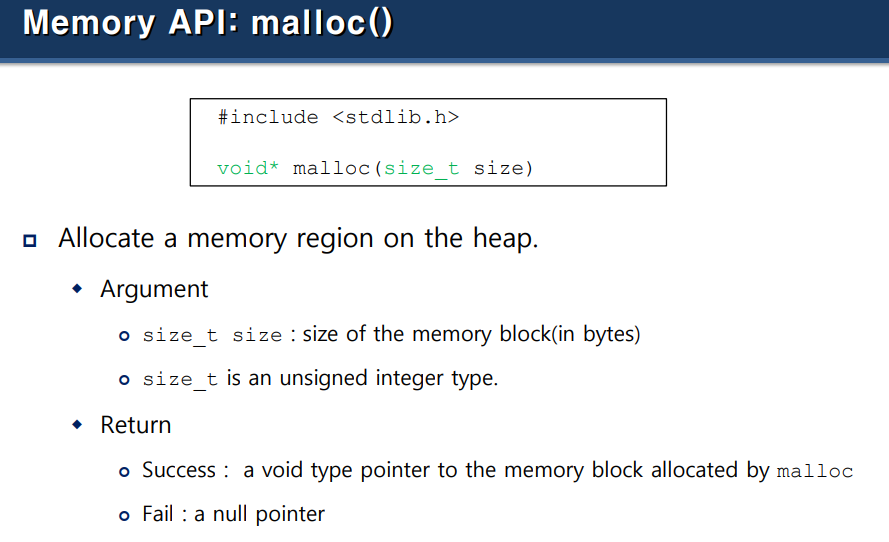 Memory API: malloc()
#include <stdlib.h>
void* malloc(size_t size)
Allocate a memory region on the heap.
Argument
size_t size : size of the memory block(in bytes)
size_t is an unsigned integer type.
Return
Success : a void type pointer to the memory block allocated by malloc
Fail : a null pointer